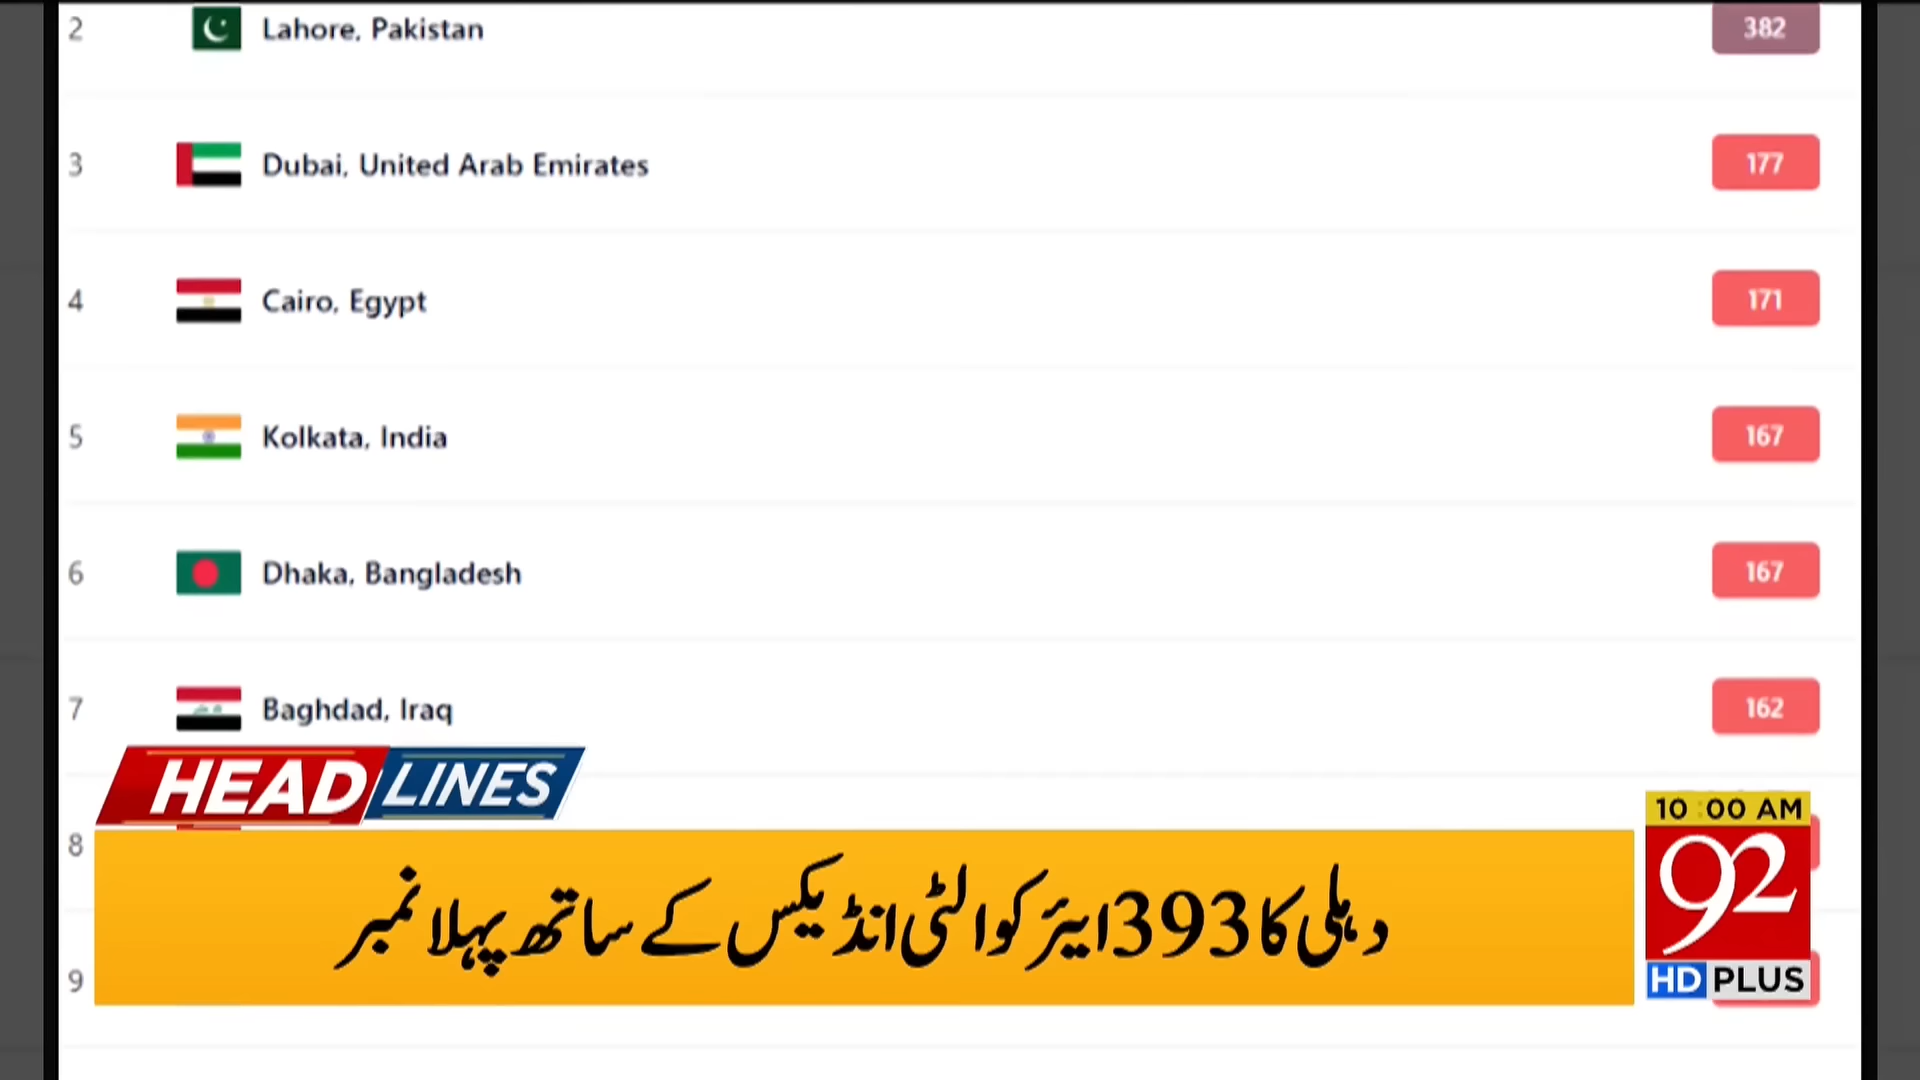 2 Lahore, Pakistan 382
3 Dubai, United Arab Emirates 177
4 Cairo, Egypt 171
5 Kolkata, India 167
6 Dhaka, Bangladesh 167
7 Baghdad, Iraq 162
HEADLINES
8
10:00 AM
دہلی کا 393 ایئر کوالٹی انڈیکس کے ساتھ پہلا نمبر
92
9
HD PLUS